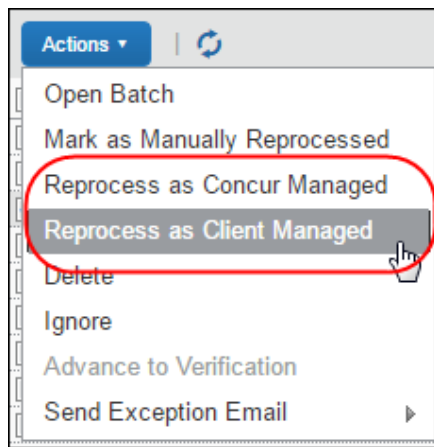 Actions
Open Batch
Mark as Manually Reprocessed
Reprocess as Concur Managed
Reprocess as Client Managed
Delete
Ignore
Advance to Verification
Send Exception Email